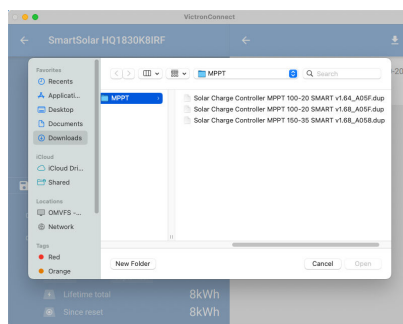 VictronConnect
SmartSolar HQ1830K8IRF
Favorites
Recents
Applicati...
Desktop
Documents
Downloads
iCloud
iCloud Dri...
Shared
Locations
OMVFS -...
Network
Tags
Red
Orange
MPPT
Search
MPPT
Solar Charge Controller MPPT 100-20 SMART v1.64_A05F.dup
Solar Charge Controller MPPT 100-20 SMART v1.68_A05F.dup
Solar Charge Controller MPPT 150-35 SMART v1.68_A058.dup
-20
New Folder
Cancel
Open
Lifetime total
8kWh
Since reset
8kWh